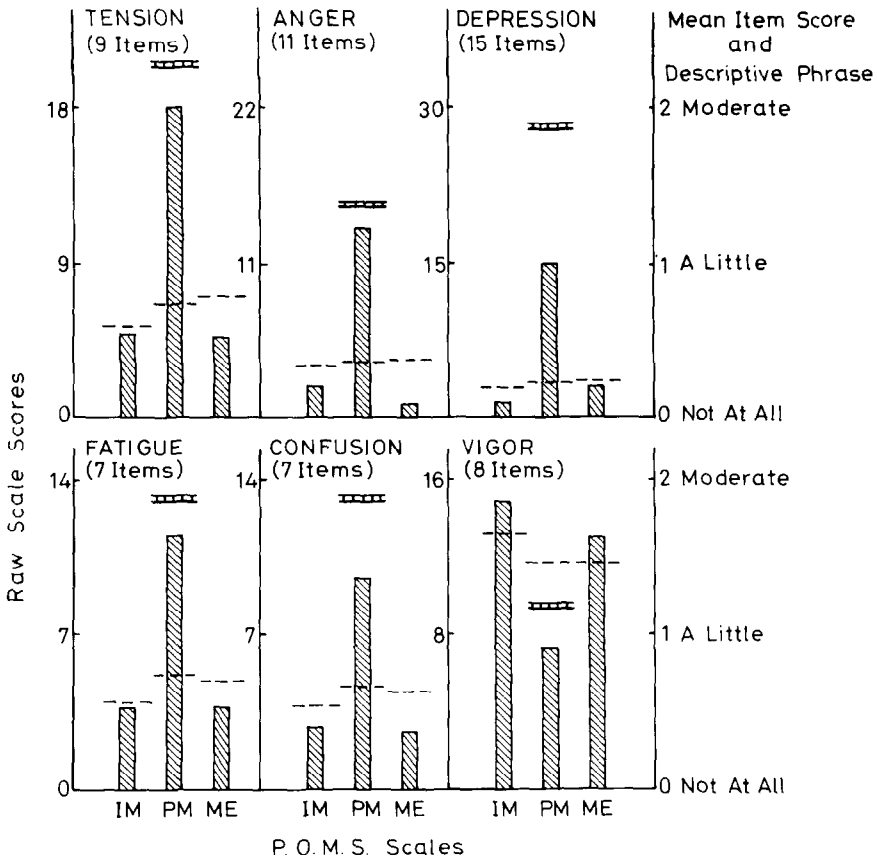 TENSION
(9 Items)
ANGER
(11 Items)
DEPRESSION
(15 Items)
Mean Item Score
and
Descriptive Phrase
18
22
30
2 Moderate
9
11
15
1 A Little
0
0 Not At All
Raw Scale Scores
FATIGUE
(7 Items)
CONFUSION
(7 Items)
VIGOR
(8 Items)
14
14
16
2 Moderate
7
7
8
1 A Little
0
0 Not At All
IM PM ME IM PM ME IM PM ME
P.O.M.S. Scales